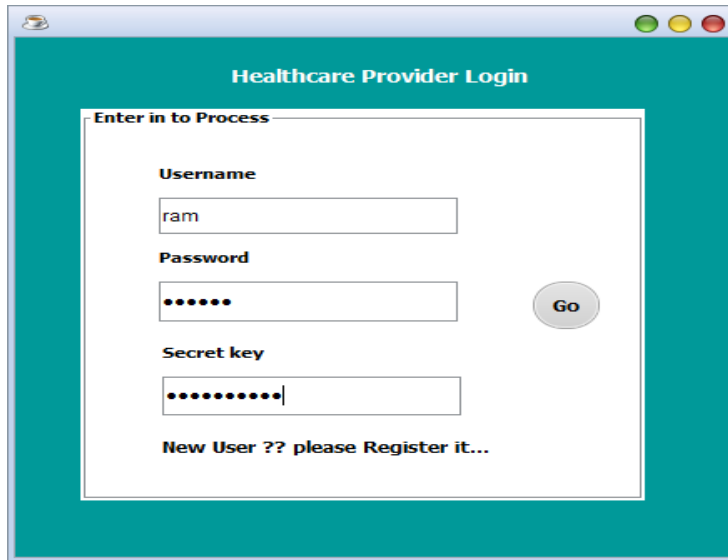 Healthcare Provider Login
Enter in to Process
Username
ram
Password
••••••
Go
Secret key
••••••••••
New User ?? please Register it...